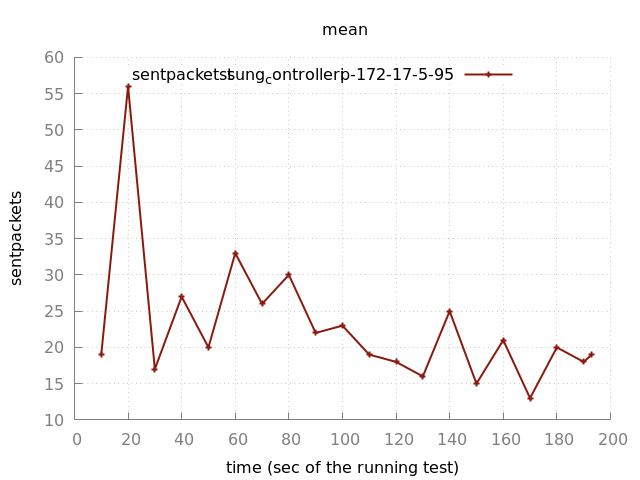 mean
60
sentpacketststsung_controllerip-172-17-5-95
55
50
45
40
35
30
25
20
15
10
sentpackets
0 20 40 60 80 100 120 140 160 180 200
time (sec of the running test)